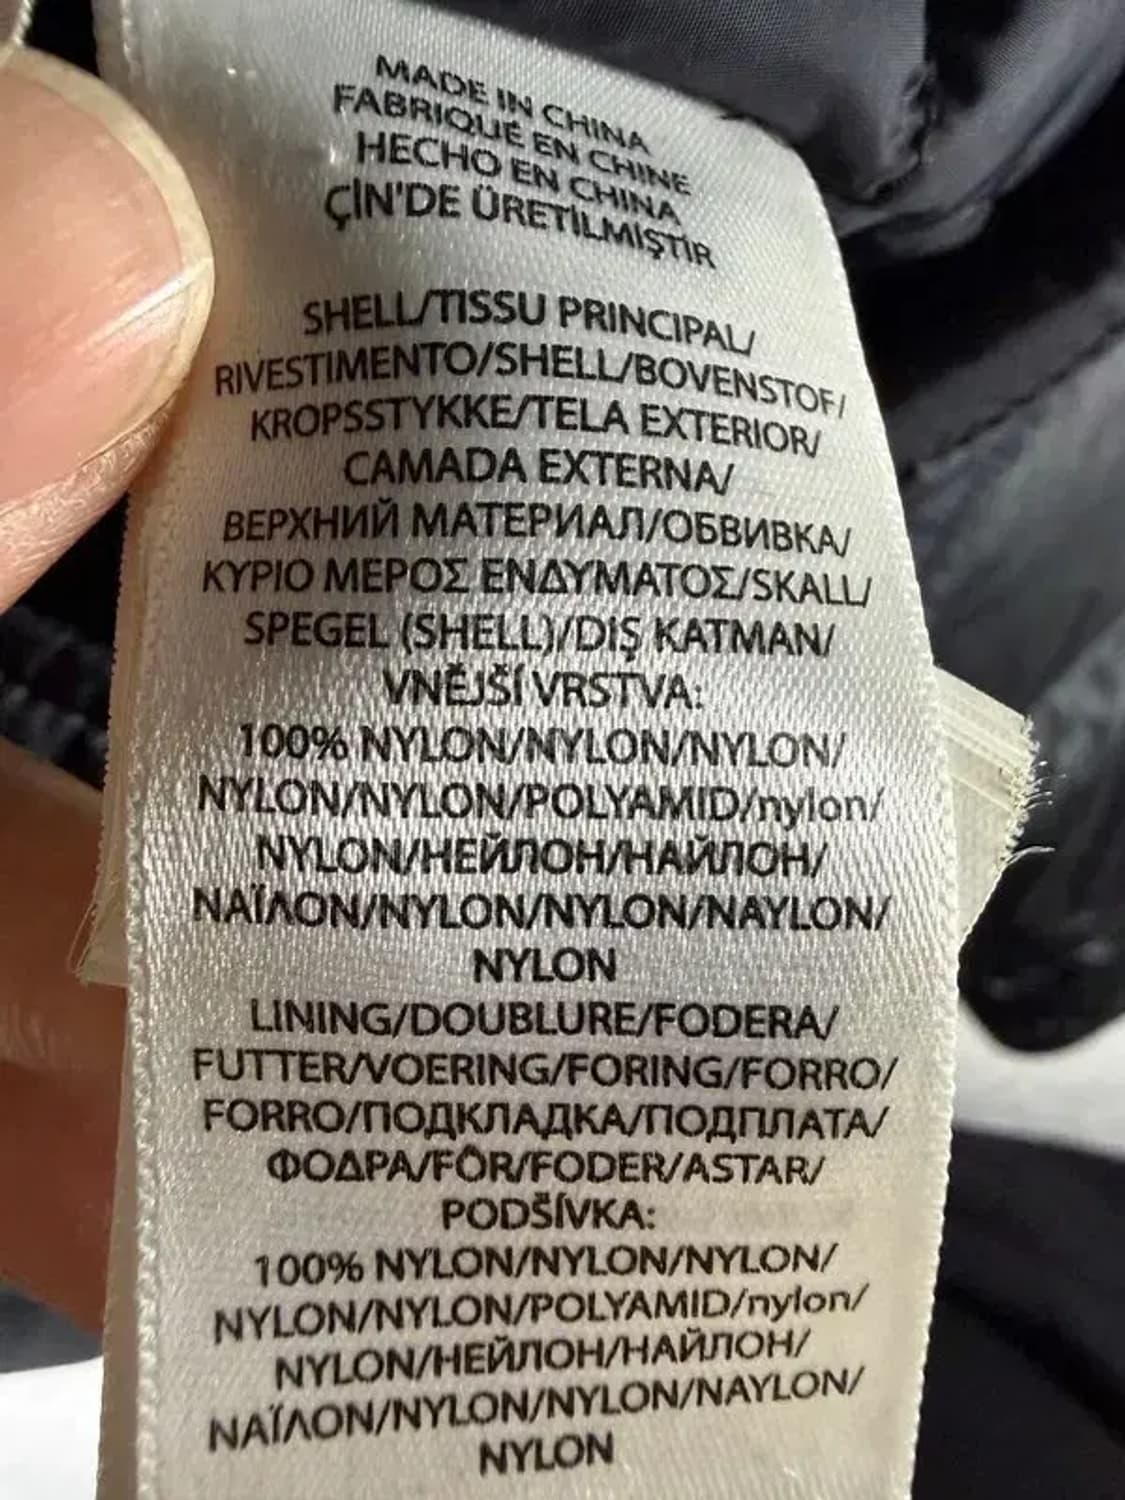 MADE IN CHINA
FABRIQUÉ EN CHINE
HECHO EN CHINA
ÇİN'DE ÜRETİLMİŞTİR
SHELL/TISSU PRINCIPAL/
RIVESTIMENTO/SHELL/BOVENSTOF/
KROPSSTYKKE/TELA EXTERIOR/
CAMADA EXTERNA/
ВЕРХНИЙ МАТЕРИАЛ/ОБВИВКА/
ΚΥΡΙΟ ΜΕΡΟΣ ΕΝΔΥΜΑΤΟΣ/SKALL/
SPEGEL (SHELL)/DIŞ KATMAN/
VNĚJŠÍ VRSTVA:
100% NYLON/NYLON/NYLON/
NYLON/NYLON/POLYAMID/nylon/
NYLON/НЕЙЛОН/НАЙЛОН/
ΝΑΪΛΟΝ/NYLON/NYLON/NAYLON/
NYLON
LINING/DOUBLURE/FODERA/
FUTTER/VOERING/FORING/FORRO/
FORRO/ПОДКЛАДКА/ПОДПЛАТА/
ΦΟΔΡΑ/FÔR/FODER/ASTAR/
PODŠÍVKA:
100% NYLON/NYLON/NYLON/
NYLON/NYLON/POLYAMID/nylon/
NYLON/НЕЙЛОН/НАЙЛОН/
ΝΑΪΛΟΝ/NYLON/NYLON/NAYLON/
NYLON